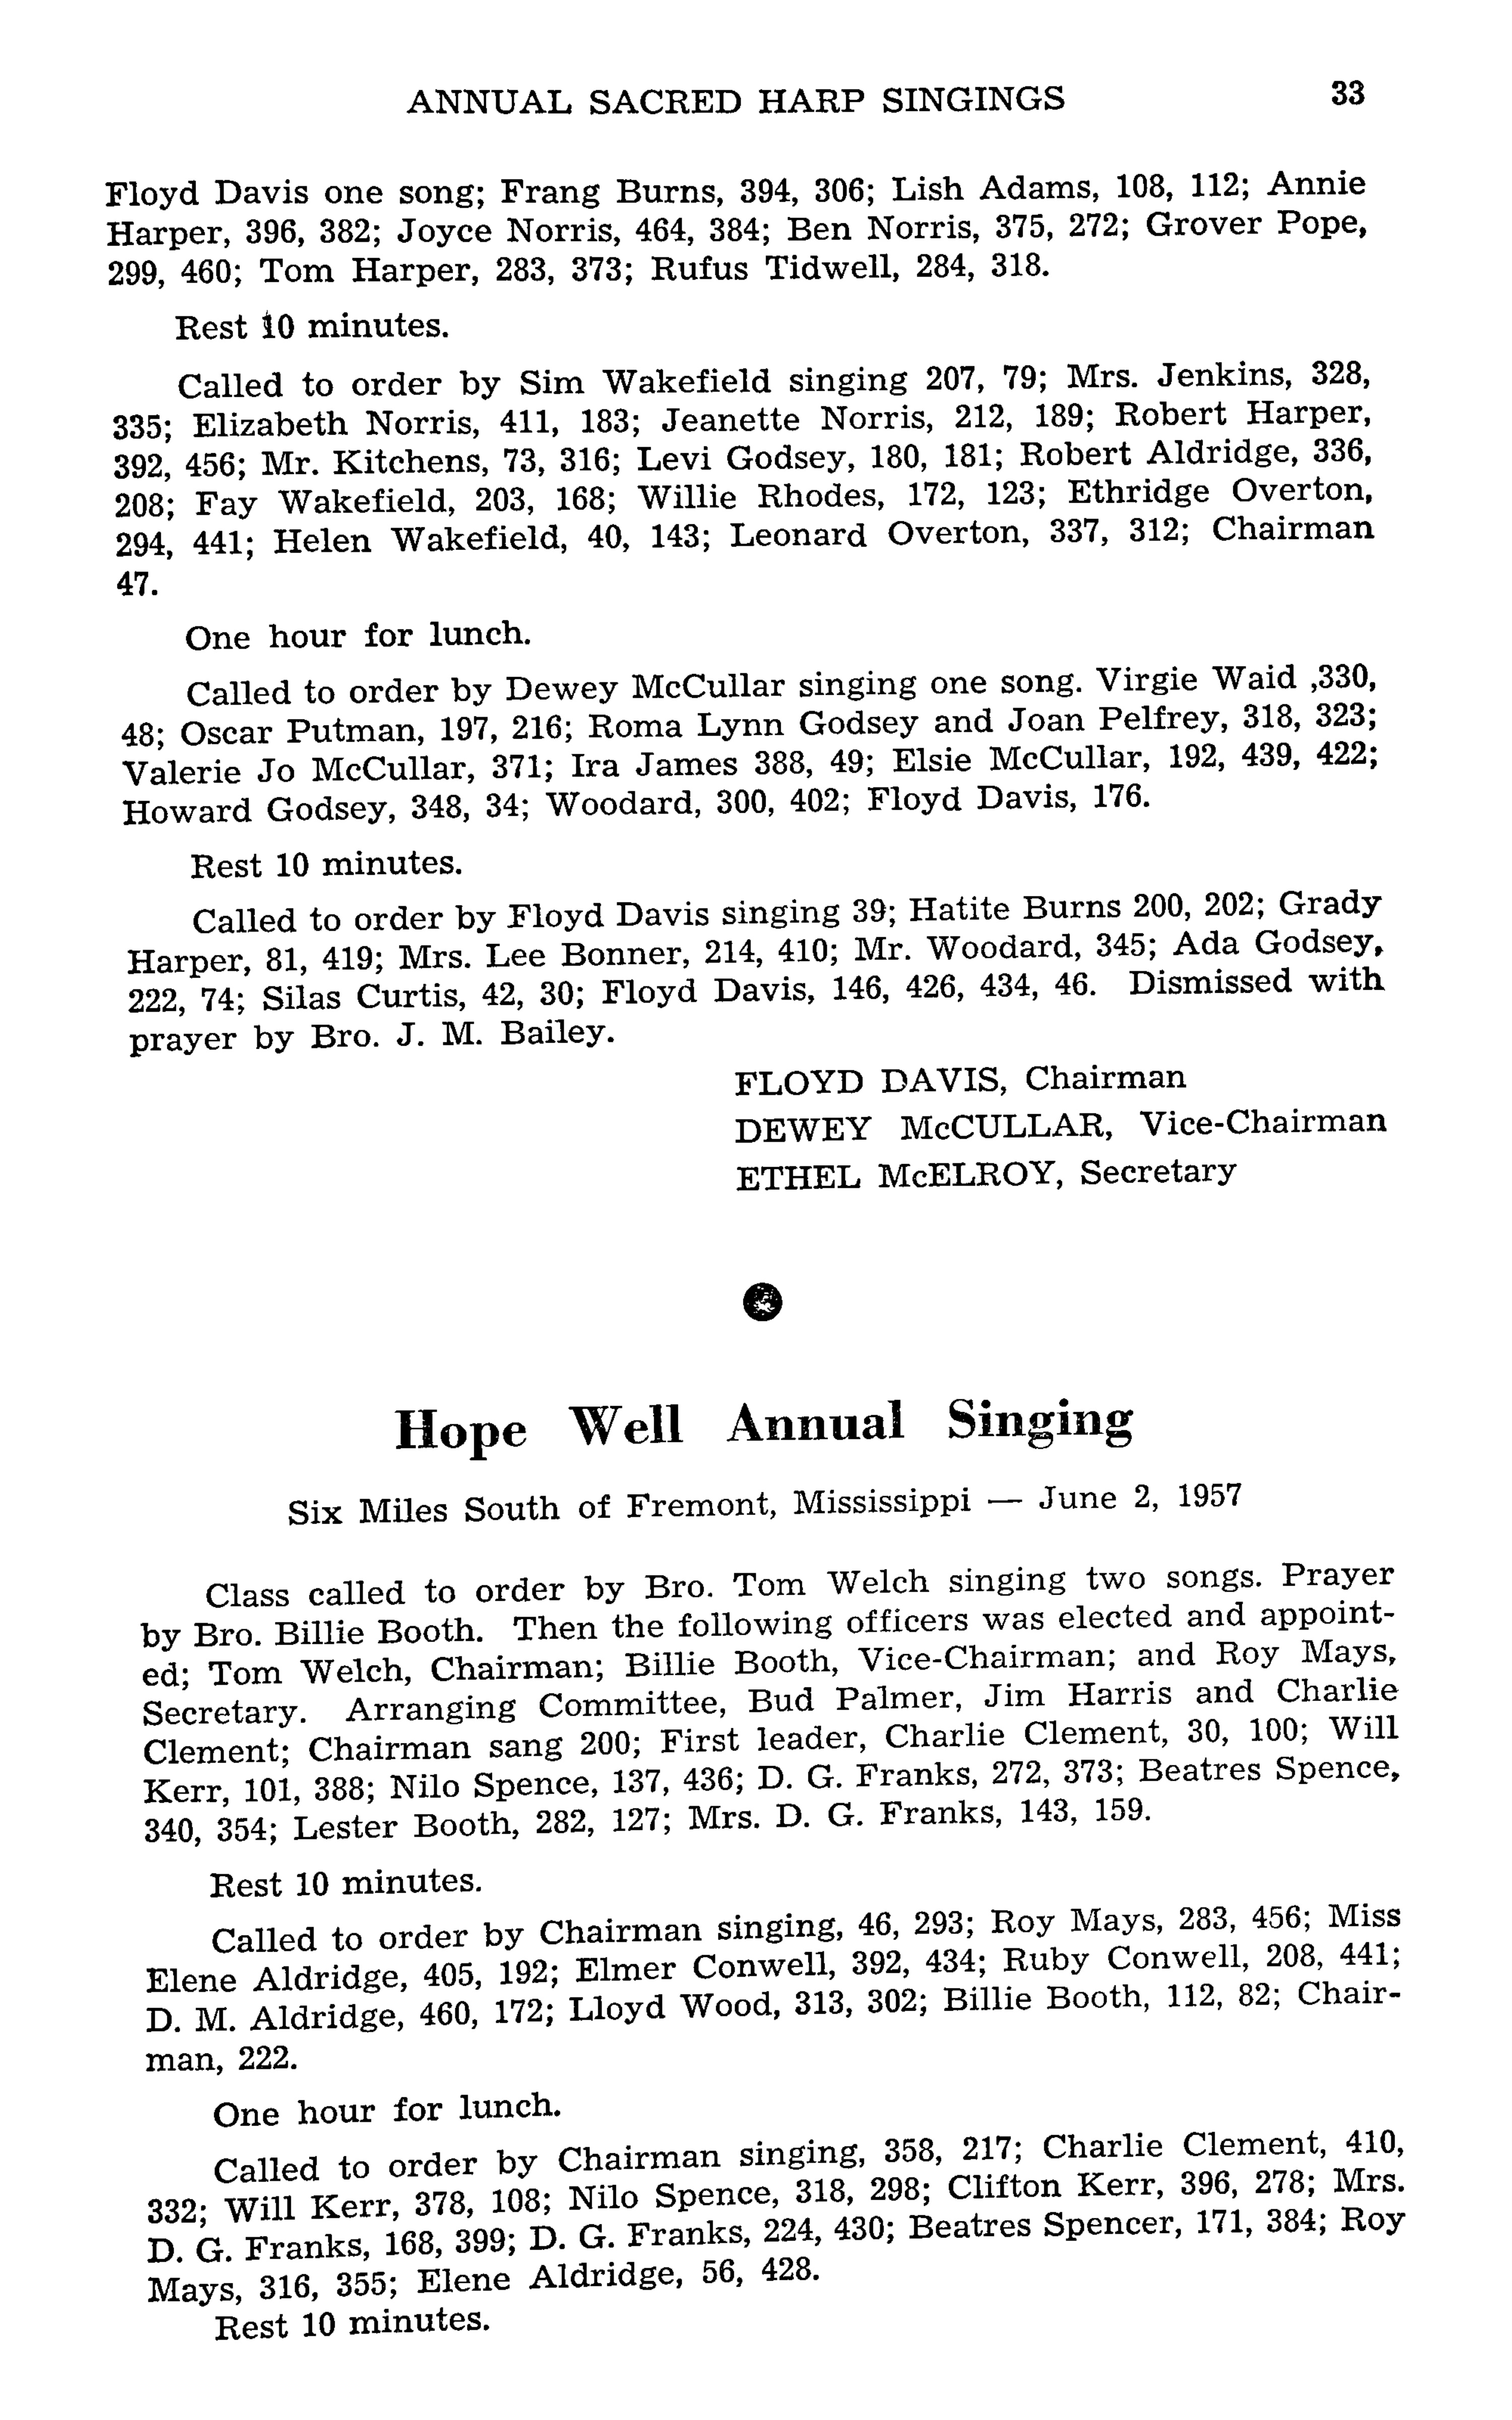 ANNUAL SACRED HARP SINGINGS 33
Floyd Davis one song; Frang Burns, 394, 306; Lish Adams, 108, 112; Annie
Harper, 396, 382; Joyce Norris, 464, 384; Ben Norris, 375, 272; Grover Pope,
299, 460; Tom Harper, 283, 373; Rufus Tidwell, 284, 318.
Rest 10 minutes.
Called to order by Sim Wakefield singing 207, 79; Mrs. Jenkins, 328,
335; Elizabeth Norris, 411, 183; Jeanette Norris, 212, 189; Robert Harper,
392, 456; Mr. Kitchens, 73, 316; Levi Godsey, 180, 181; Robert Aldridge, 336,
208; Fay Wakefield, 203, 168; Willie Rhodes, 172, 123; Ethridge Overton,
294, 441; Helen Wakefield, 40, 143; Leonard Overton, 337, 312; Chairman
47.
One hour for lunch.
Called to order by Dewey McCullar singing one song. Virgie Waid ,330,
48; Oscar Putman, 197, 216; Roma Lynn Godsey and Joan Pelfrey, 318, 323;
Valerie Jo McCullar, 371; Ira James 388, 49; Elsie McCullar, 192, 439, 422;
Howard Godsey, 348, 34; Woodard, 300, 402; Floyd Davis, 176.
Rest 10 minutes.
Called to order by Floyd Davis singing 39; Hatite Burns 200, 202; Grady
Harper, 81, 419; Mrs. Lee Bonner, 214, 410; Mr. Woodard, 345; Ada Godsey,
222, 74; Silas Curtis, 42, 30; Floyd Davis, 146, 426, 434, 46. Dismissed with
prayer by Bro. J. M. Bailey.
FLOYD DAVIS, Chairman
DEWEY McCULLAR, Vice-Chairman
ETHEL McELROY, Secretary
Hope Well Annual Singing
Six Miles South of Fremont, Mississippi — June 2, 1957
Class called to order by Bro. Tom Welch singing two songs. Prayer
by Bro. Billie Booth. Then the following officers was elected and appoint-
ed; Tom Welch, Chairman; Billie Booth, Vice-Chairman; and Roy Mays,
Secretary. Arranging Committee, Bud Palmer, Jim Harris and Charlie
Clement; Chairman sang 200; First leader, Charlie Clement, 30, 100; Will
Kerr, 101, 388; Nilo Spence, 137, 436; D. G. Franks, 272, 373; Beatres Spence,
340, 354; Lester Booth, 282, 127; Mrs. D. G. Franks, 143, 159.
Rest 10 minutes.
Called to order by Chairman singing, 46, 293; Roy Mays, 283, 456; Miss
Elene Aldridge, 405, 192; Elmer Conwell, 392, 434; Ruby Conwell, 208, 441;
D. M. Aldridge, 460, 172; Lloyd Wood, 313, 302; Billie Booth, 112, 82; Chair-
man, 222.
One hour for lunch.
Called to order by Chairman singing, 358, 217; Charlie Clement, 410,
332; Will Kerr, 378, 108; Nilo Spence, 318, 298; Clifton Kerr, 396, 278; Mrs.
D. G. Franks, 168, 399; D. G. Franks, 224, 430; Beatres Spencer, 171, 384; Roy
Mays, 316, 355; Elene Aldridge, 56, 428.
Rest 10 minutes.